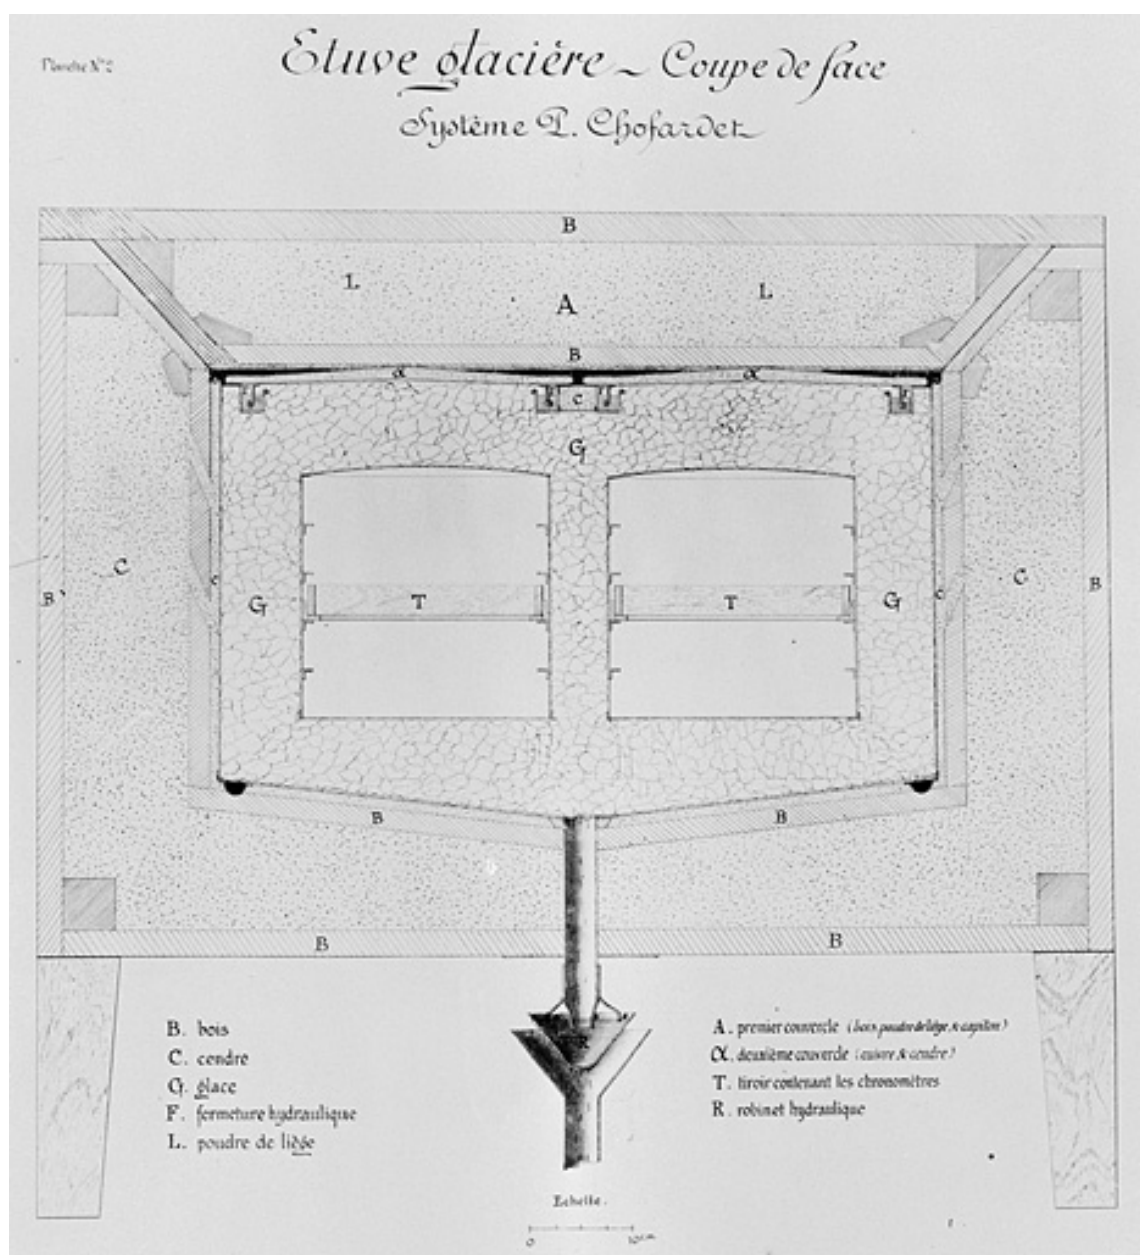 Planche N°2
Etuve glacière ~ Coupe de face
Système P. Chofardet
B
L
L
A
B
α
α
c
G
C
C
B
c
G
T
T
G
c
B
B
B
B
B
R
B. bois
C. cendre
G. glace
F. fermeture hydraulique
L. poudre de liège
A. premier couvercle (bois, poudre de liège, & capiton)
α. deuxième couvercle (cuivre & cendre)
T. tiroir contenant les chronomètres
R. robinet hydraulique
Echelle.
0 10cm